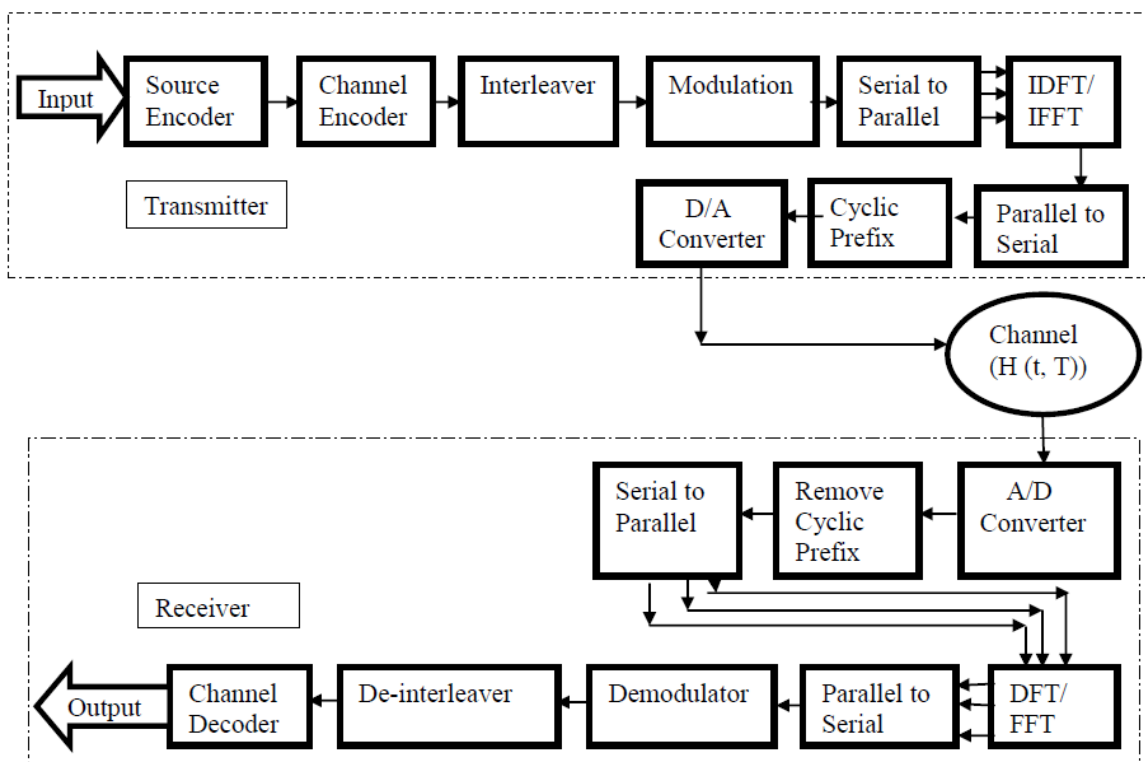 Input
Source
Encoder
Channel
Encoder
Interleaver
Modulation
Serial to
Parallel
IDFT/
IFFT
Transmitter
D/A
Converter
Cyclic
Prefix
Parallel to
Serial
Channel
(H (t, T))
Serial to
Parallel
Remove
Cyclic
Prefix
A/D
Converter
Receiver
Output
Channel
Decoder
De-interleaver
Demodulator
Parallel to
Serial
DFT/
FFT